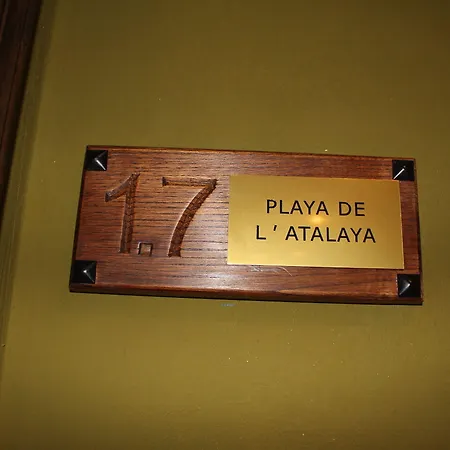 1.7
PLAYA DE
L ' ATALAYA